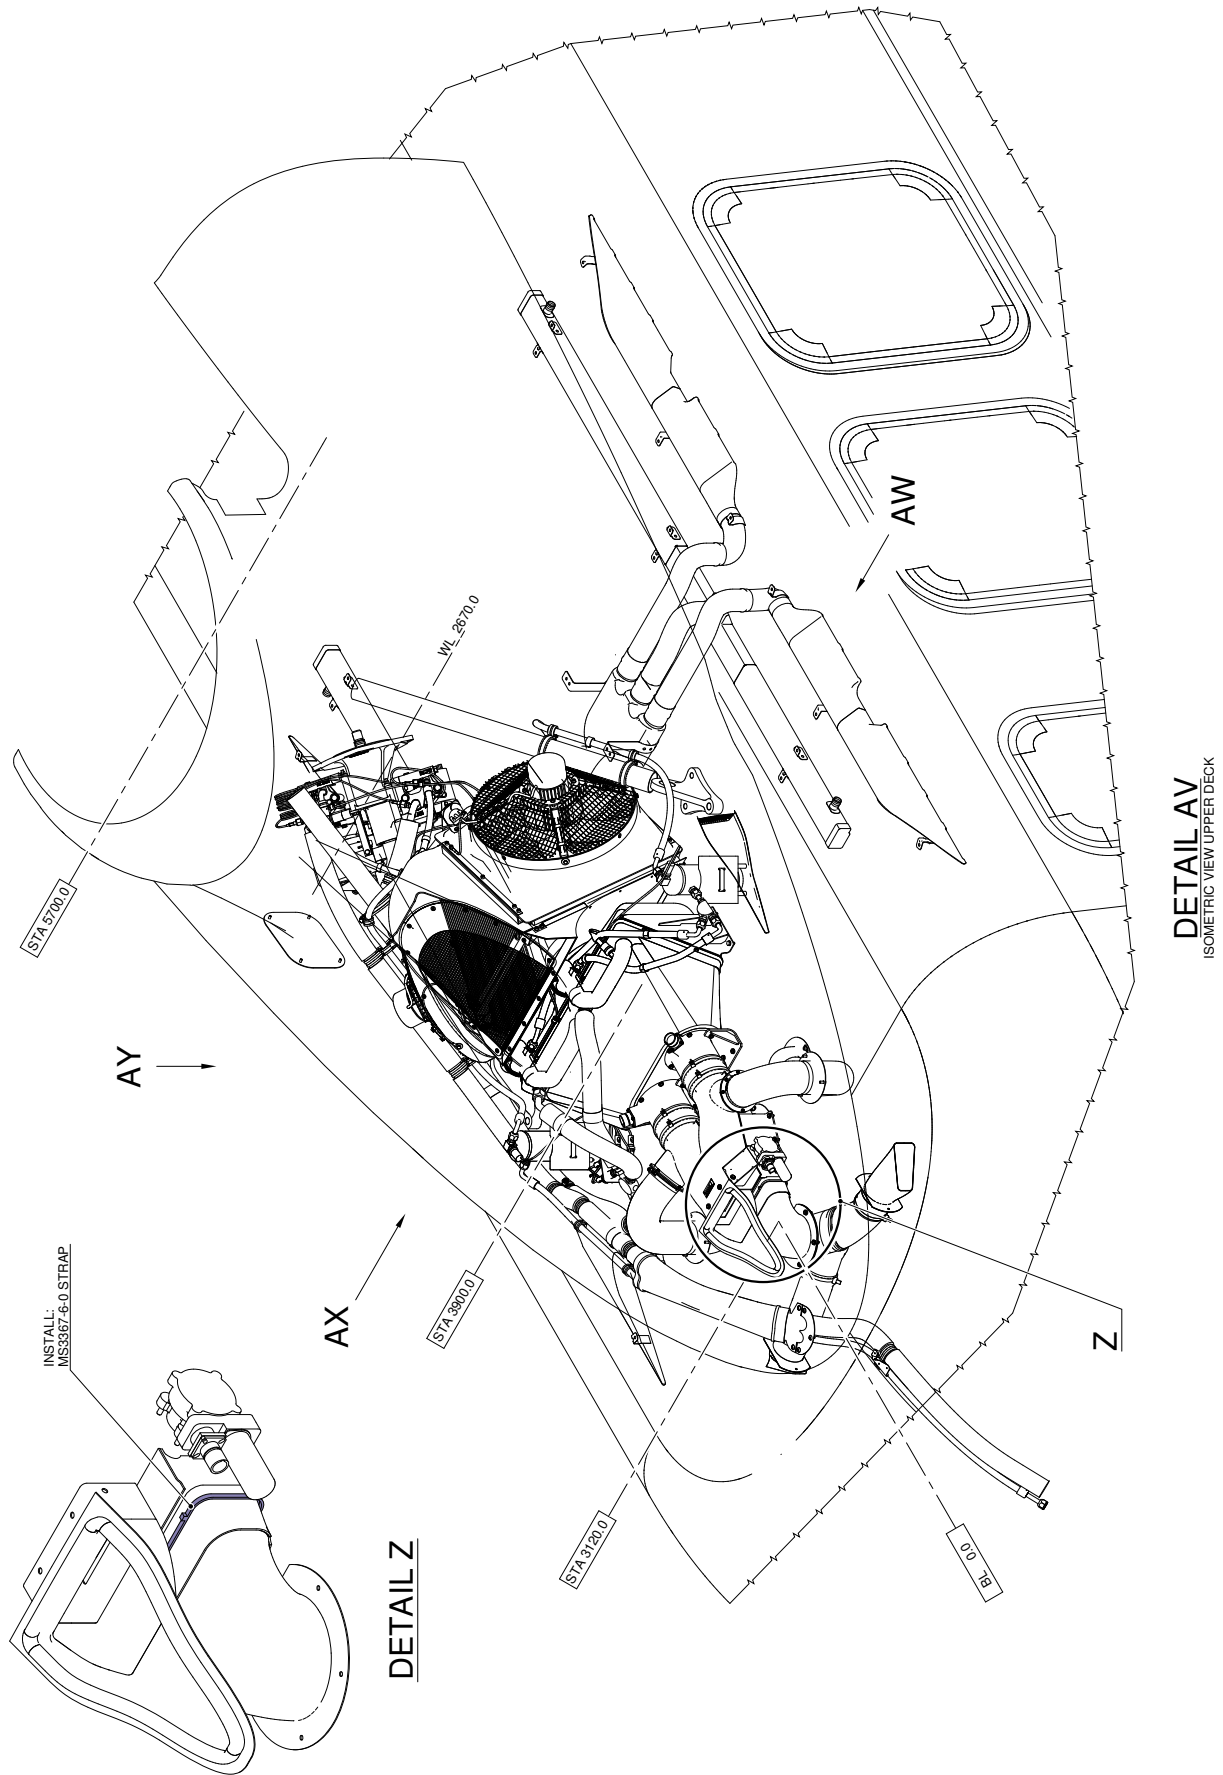 INSTALL:
MS3367-6-0 STRAP
DETAIL Z
AY
AX
AW
Z
STA 5700.0
STA 3900.0
STA 3120.0
BL 0.0
WL 2670.0
DETAIL AV
ISOMETRIC VIEW UPPER DECK